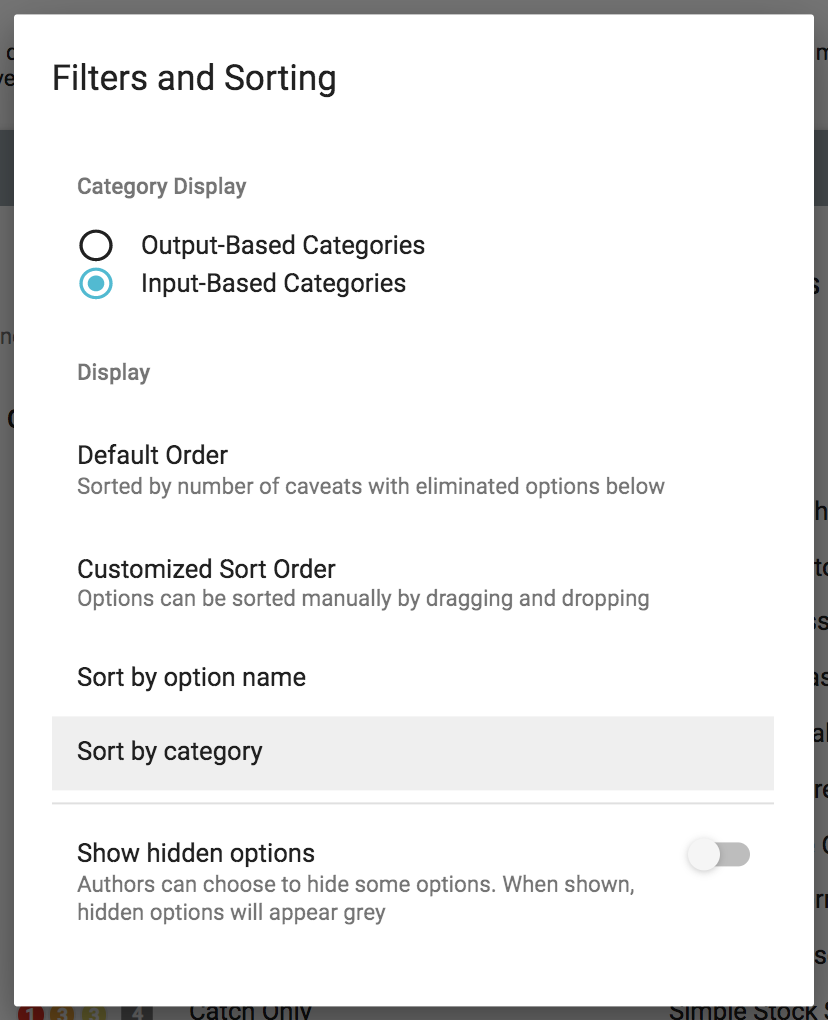 Filters and Sorting
Category Display
Output-Based Categories
Input-Based Categories
Display
Default Order
Sorted by number of caveats with eliminated options below
Customized Sort Order
Options can be sorted manually by dragging and dropping
Sort by option name
Sort by category
Show hidden options
Authors can choose to hide some options. When shown,
hidden options will appear grey
1 3 3 4 Catch Only Simple Stock